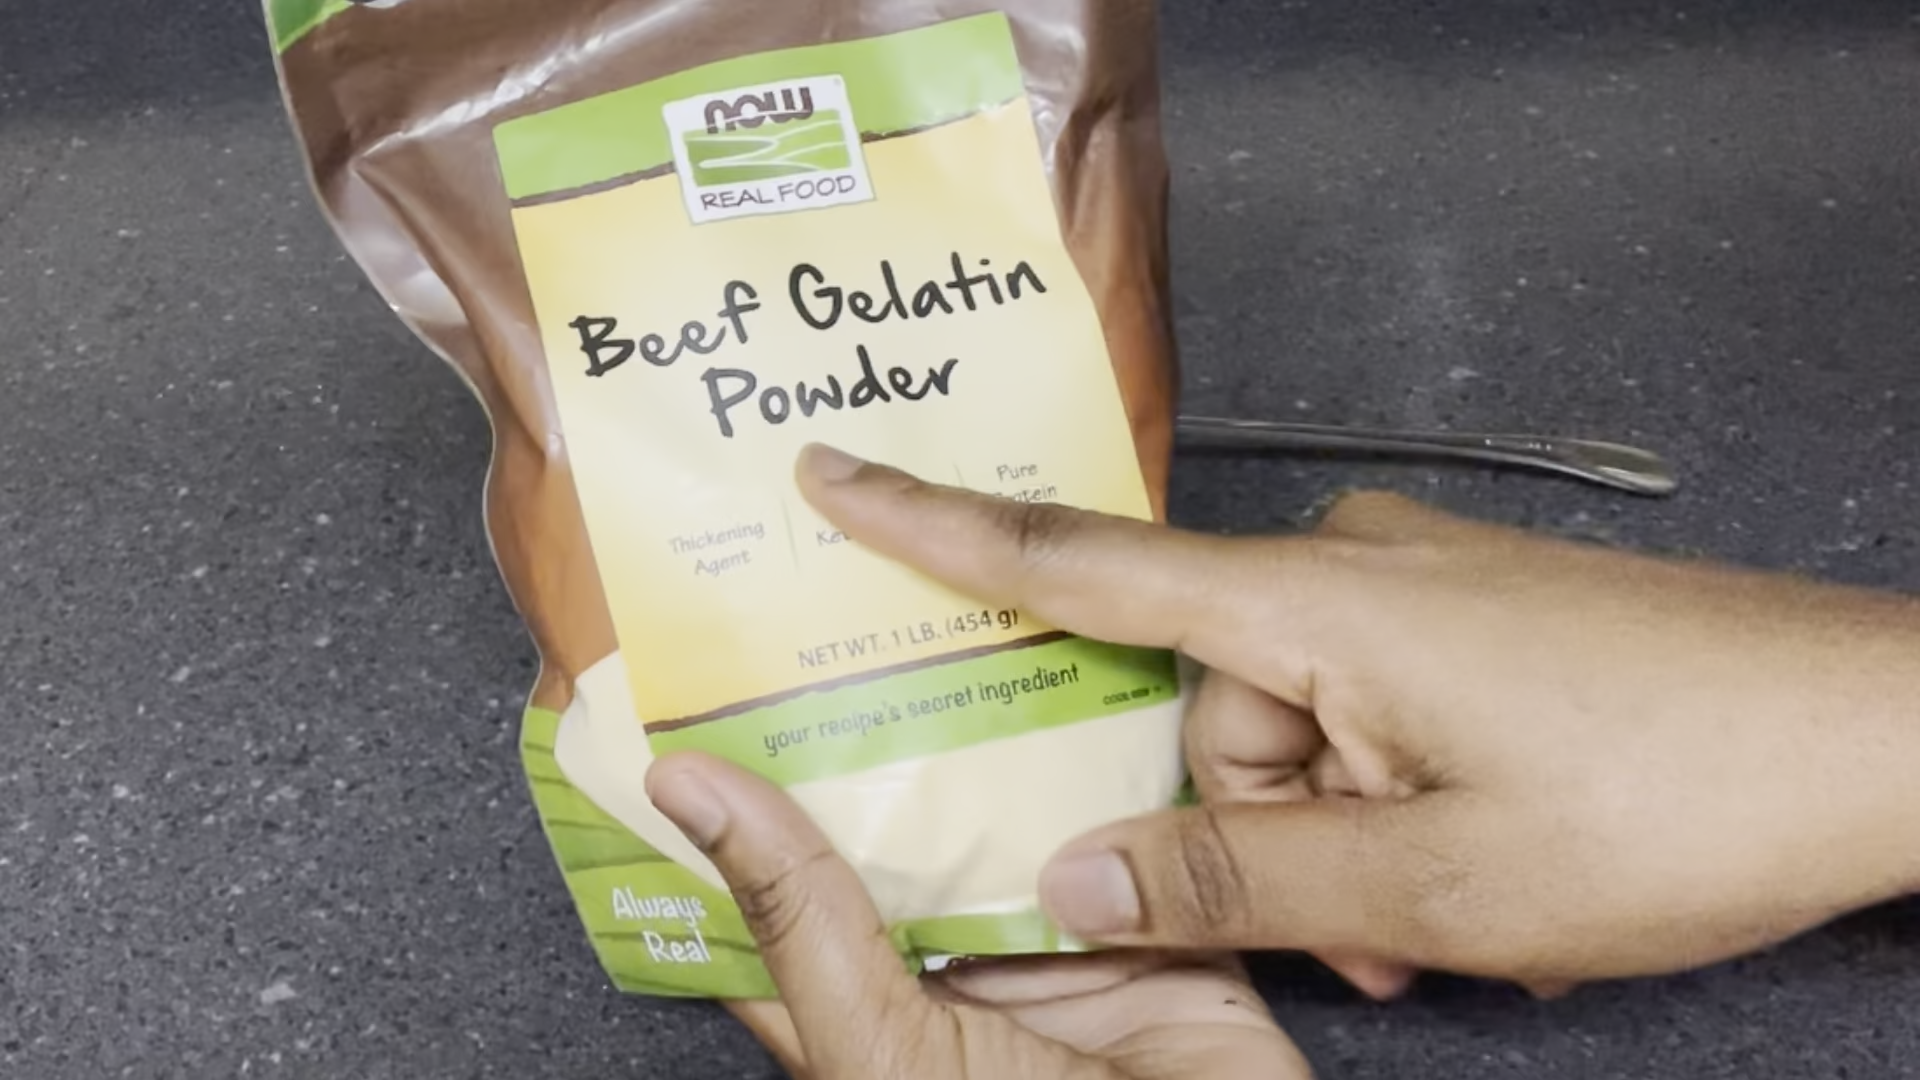 now
REAL FOOD
Beef Gelatin
Powder
Thickening
Agent
Pure
NET WT. 1 LB. (454 g)
your recipe's secret ingredient
Always
Real